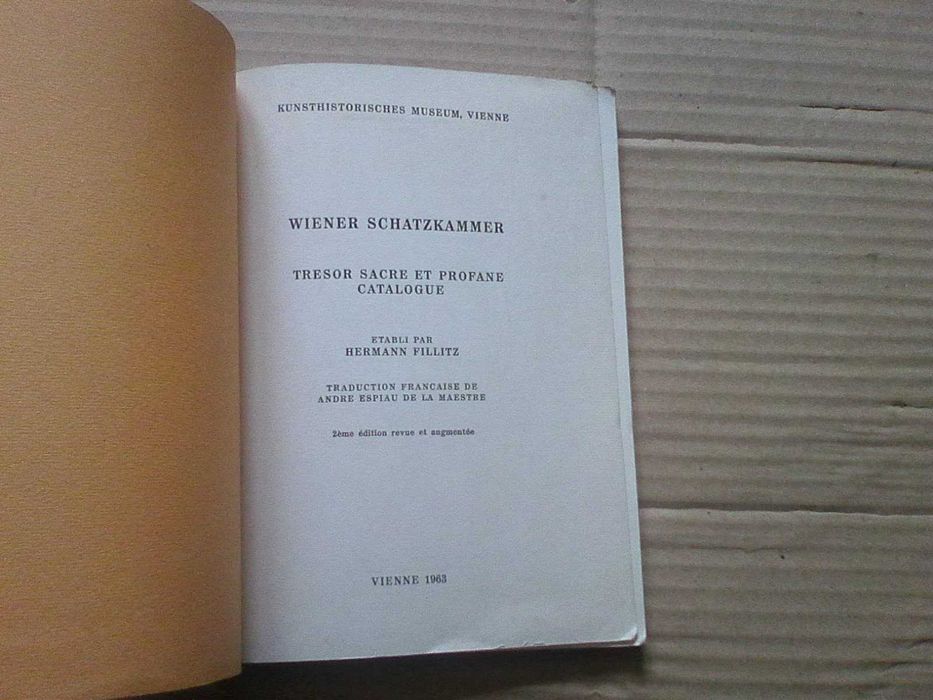 KUNSTHISTORISCHES MUSEUM, VIENNE
WIENER SCHATZKAMMER
TRESOR SACRE ET PROFANE
CATALOGUE
ETABLI PAR
HERMANN FILLITZ
TRADUCTION FRANCAISE DE
ANDRE ESPIAU DE LA MAESTRE
2ème édition revue et augmentée
VIENNE 1963